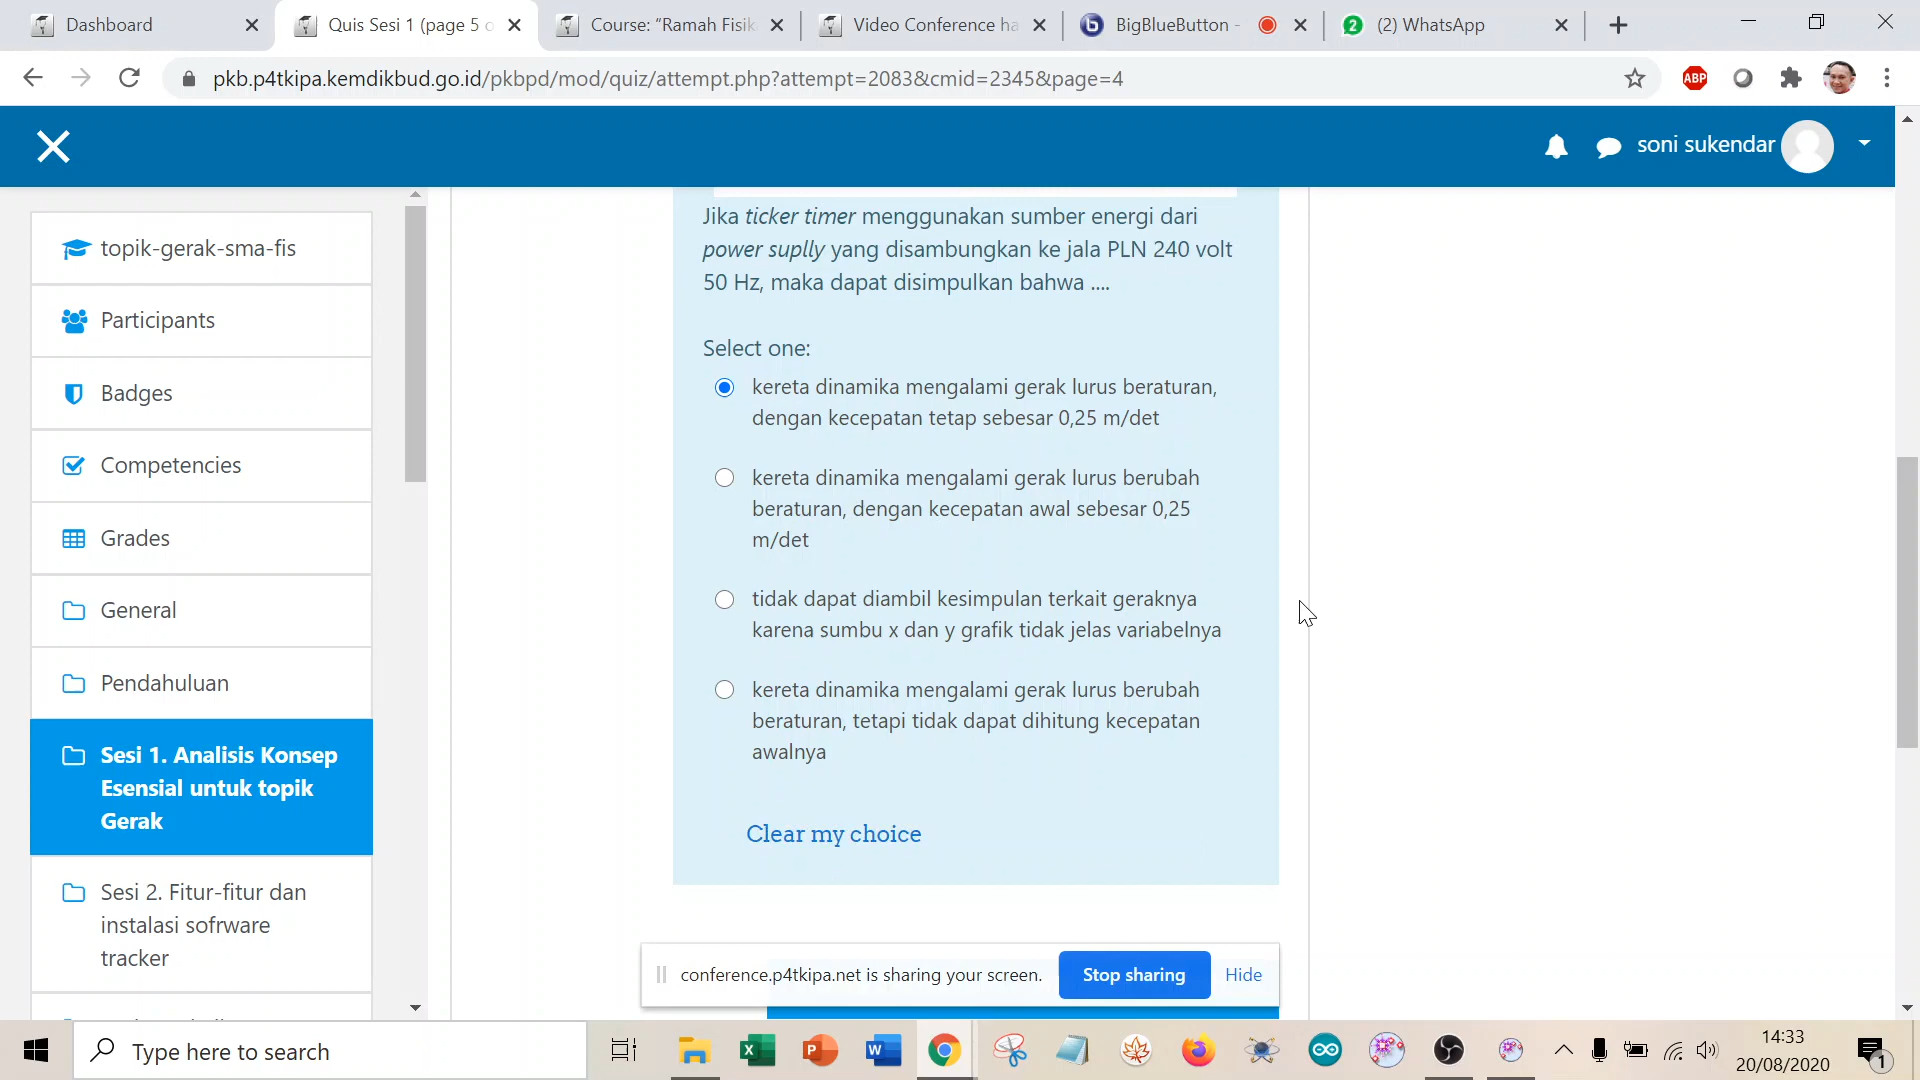 Dashboard
Quis Sesi 1 (page 5 o
Course: "Ramah Fisik
Video Conference ha
BigBlueButton -
2
(2) WhatsApp
pkb.p4tkipa.kemdikbud.go.id/pkbpd/mod/quiz/attempt.php?attempt=2083&cmid=2345&page=4
ABP
soni sukendar
topik-gerak-sma-fis
Participants
Badges
Competencies
Grades
General
Pendahuluan
Sesi 1. Analisis Konsep
Esensial untuk topik
Gerak
Sesi 2. Fitur-fitur dan
instalasi sofrware
tracker
Jika ticker timer menggunakan sumber energi dari
power suplly yang disambungkan ke jala PLN 240 volt
50 Hz, maka dapat disimpulkan bahwa ....
Select one:
kereta dinamika mengalami gerak lurus beraturan,
dengan kecepatan tetap sebesar 0,25 m/det
kereta dinamika mengalami gerak lurus berubah
beraturan, dengan kecepatan awal sebesar 0,25
m/det
tidak dapat diambil kesimpulan terkait geraknya
karena sumbu x dan y grafik tidak jelas variabelnya
kereta dinamika mengalami gerak lurus berubah
beraturan, tetapi tidak dapat dihitung kecepatan
awalnya
Clear my choice
conference.p4tkipa.net is sharing your screen.
Stop sharing
Hide
Type here to search
14:33
20/08/2020
1